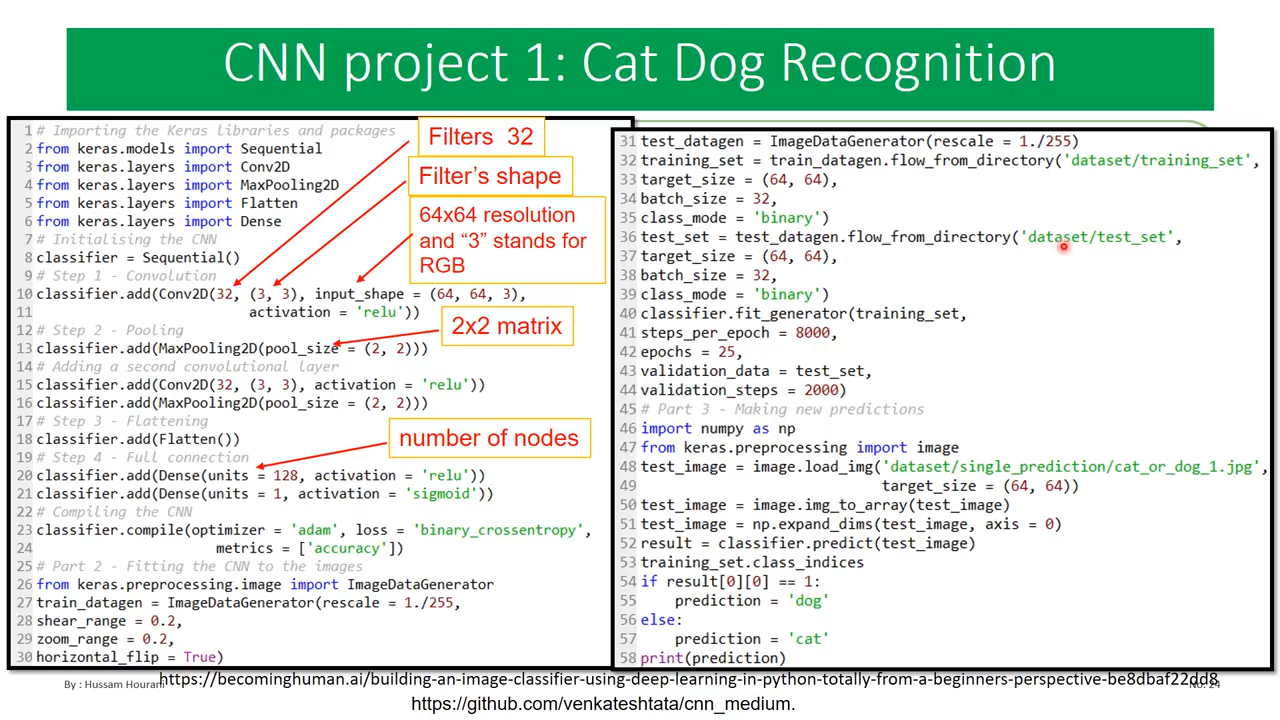 CNN project 1: Cat Dog Recognition
1 # Importing the Keras libraries and packages
2 from keras.models import Sequential
3 from keras.layers import Conv2D
4 from keras.layers import MaxPooling2D
5 from keras.layers import Flatten
6 from keras.layers import Dense
7 # Initialising the CNN
8 classifier = Sequential()
9 # Step 1 - Convolution
10 classifier.add(Conv2D(32, (3, 3), input_shape = (64, 64, 3),
11 activation = 'relu'))
12 # Step 2 - Pooling
13 classifier.add(MaxPooling2D(pool_size = (2, 2)))
14 # Adding a second convolutional layer
15 classifier.add(Conv2D(32, (3, 3), activation = 'relu'))
16 classifier.add(MaxPooling2D(pool_size = (2, 2)))
17 # Step 3 - Flattening
18 classifier.add(Flatten())
19 # Step 4 - Full connection
20 classifier.add(Dense(units = 128, activation = 'relu'))
21 classifier.add(Dense(units = 1, activation = 'sigmoid'))
22 # Compiling the CNN
23 classifier.compile(optimizer = 'adam', loss = 'binary_crossentropy',
24 metrics = ['accuracy'])
25 # Part 2 - Fitting the CNN to the images
26 from keras.preprocessing.image import ImageDataGenerator
27 train_datagen = ImageDataGenerator(rescale = 1./255,
28 shear_range = 0.2,
29 zoom_range = 0.2,
30 horizontal_flip = True)
Filters 32
Filter's shape
64x64 resolution
and “3” stands for
RGB
2x2 matrix
number of nodes
31 test_datagen = ImageDataGenerator(rescale = 1./255)
32 training_set = train_datagen.flow_from_directory('dataset/training_set',
33 target_size = (64, 64),
34 batch_size = 32,
35 class_mode = 'binary')
36 test_set = test_datagen.flow_from_directory('dataset/test_set',
37 target_size = (64, 64),
38 batch_size = 32,
39 class_mode = 'binary')
40 classifier.fit_generator(training_set,
41 steps_per_epoch = 8000,
42 epochs = 25,
43 validation_data = test_set,
44 validation_steps = 2000)
45 # Part 3 - Making new predictions
46 import numpy as np
47 from keras.preprocessing import image
48 test_image = image.load_img('dataset/single_prediction/cat_or_dog_1.jpg',
49 target_size = (64, 64))
50 test_image = image.img_to_array(test_image)
51 test_image = np.expand_dims(test_image, axis = 0)
52 result = classifier.predict(test_image)
53 training_set.class_indices
54 if result[0][0] == 1:
55 prediction = 'dog'
56 else:
57 prediction = 'cat'
58 print(prediction)
By : Hussam Hourani
https://becominghuman.ai/building-an-image-classifier-using-deep-learning-in-python-totally-from-a-beginners-perspective-be8dbaf22dd8
No. 24
https://github.com/venkateshtata/cnn_medium.